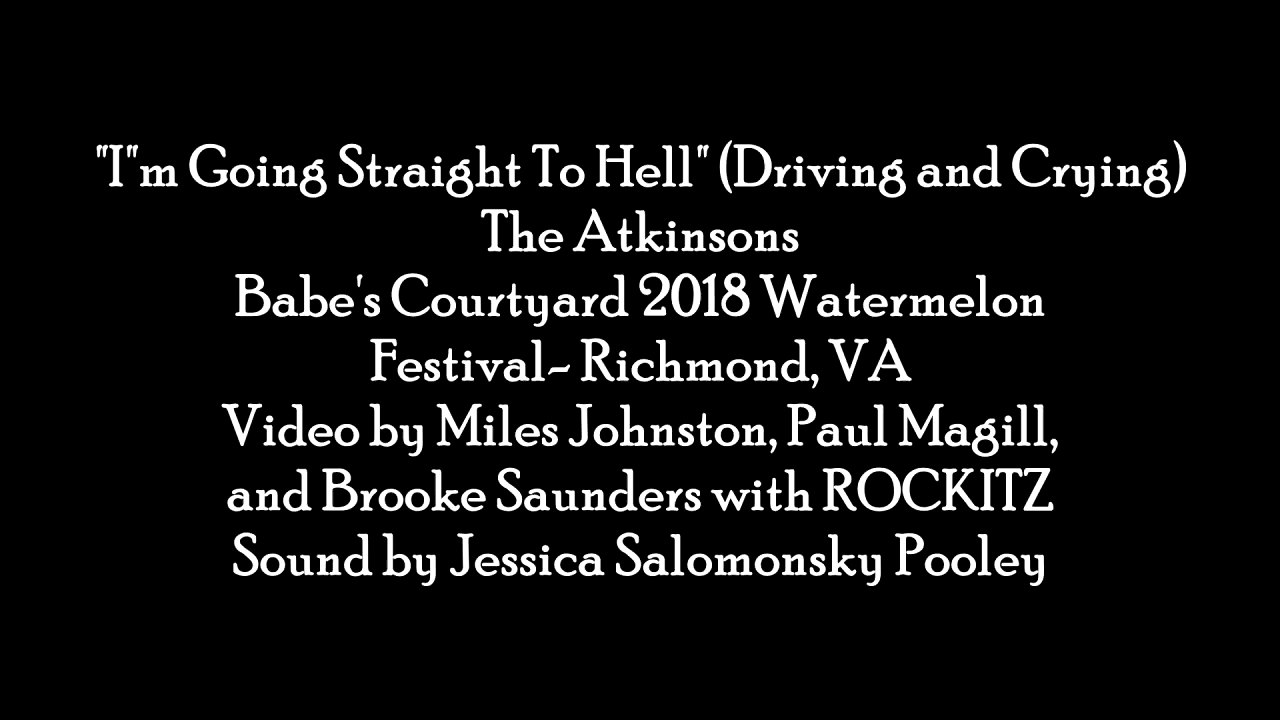 "I"m Going Straight To Hell" (Driving and Crying)
The Atkinsons
Babe's Courtyard 2018 Watermelon
Festival- Richmond, VA
Video by Miles Johnston, Paul Magill,
and Brooke Saunders with ROCKITZ
Sound by Jessica Salomonsky Pooley